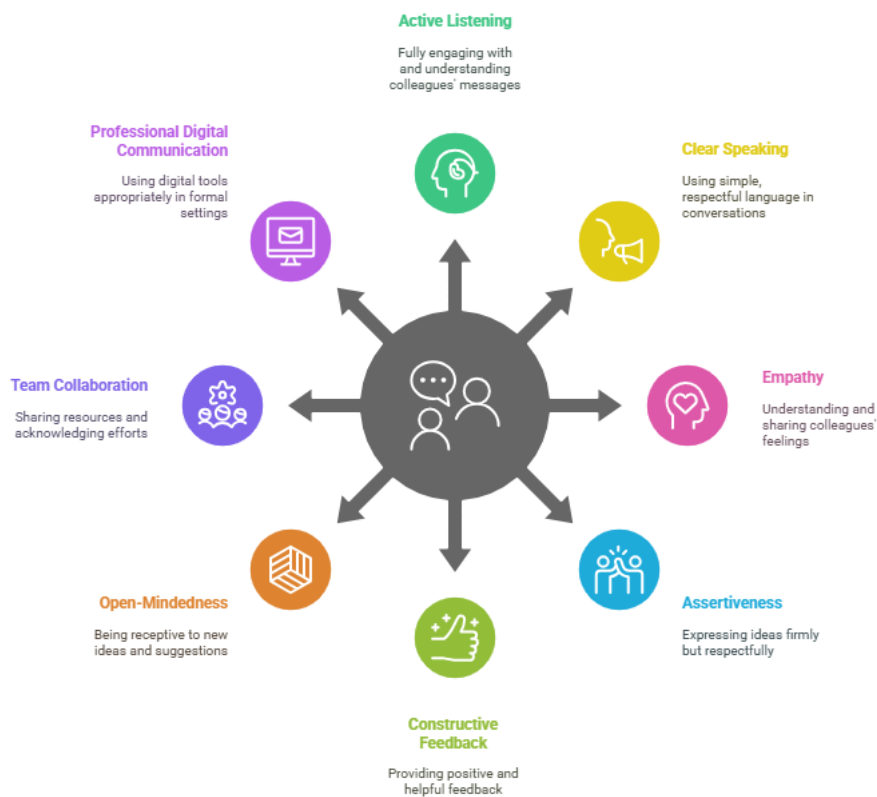 Active Listening
Fully engaging with
and understanding
colleagues' messages
Professional Digital
Communication
Using digital tools
appropriately in formal
settings
Clear Speaking
Using simple,
respectful language in
conversations
Team Collaboration
Sharing resources and
acknowledging efforts
Empathy
Understanding and
sharing colleagues'
feelings
Open-Mindedness
Being receptive to new
ideas and suggestions
Assertiveness
Expressing ideas firmly
but respectfully
Constructive
Feedback
Providing positive and
helpful feedback